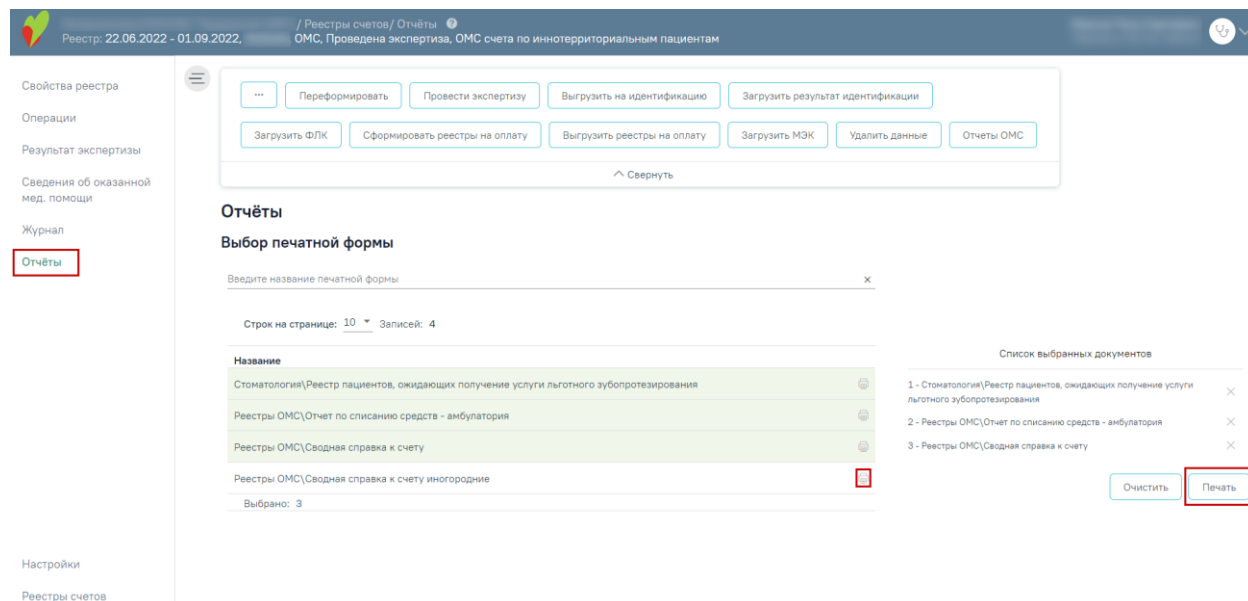 / Реестры счетов/ Отчёты ?
Реестр: 22.06.2022 - 01.09.2022, ОМС, Проведена экспертиза, ОМС счета по иннотерриториальным пациентам
Свойства реестра
Операции
Результат экспертизы
Сведения об оказанной
мед. помощи
Журнал
Отчёты
Настройки
Реестры счетов
... Переформировать Провести экспертизу Выгрузить на идентификацию Загрузить результат идентификации
Загрузить ФЛК Сформировать реестры на оплату Выгрузить реестры на оплату Загрузить МЭК Удалить данные Отчеты ОМС
Свернуть
Отчёты
Выбор печатной формы
Введите название печатной формы ×
Строк на странице: 10 Записей: 4
Название
Стоматология\Реестр пациентов, ожидающих получение услуги льготного зубопротезирования
Реестры ОМС\Отчет по списанию средств - амбулатория
Реестры ОМС\Сводная справка к счету
Реестры ОМС\Сводная справка к счету иногородние
Выбрано: 3
Список выбранных документов
1 - Стоматология\Реестр пациентов, ожидающих получение услуги
льготного зубопротезирования
2 - Реестры ОМС\Отчет по списанию средств - амбулатория
3 - Реестры ОМС\Сводная справка к счету
Очистить Печать